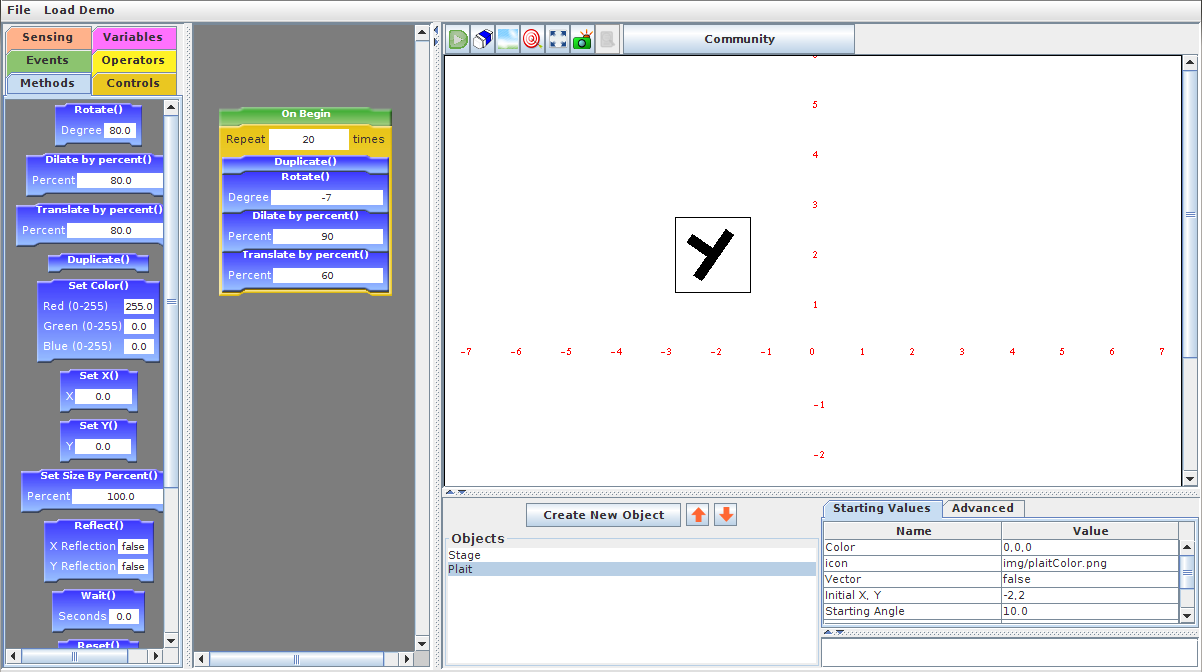 File Load Demo
Sensing Variables
Events Operators
Methods Controls
Rotate()
Degree 80.0
Dilate by percent()
Percent 80.0
Translate by percent()
Percent 80.0
Duplicate()
Set Color()
Red (0-255) 255.0
Green (0-255) 0.0
Blue (0-255) 0.0
Set X()
X 0.0
Set Y()
Y 0.0
Set Size By Percent()
Percent 100.0
Reflect()
X Reflection false
Y Reflection false
Wait()
Seconds 0.0
Reset()
On Begin
Repeat 20 times
Duplicate()
Rotate()
Degree -7
Dilate by percent()
Percent 90
Translate by percent()
Percent 60
Community
5
4
3
2
1
-7 -6 -5 -4 -3 -2 -1 0 1 2 3 4 5 6 7
-1
-2
Create New Object
Objects
Stage
Plait
Starting Values Advanced
Name Value
Color 0,0,0
icon img/plaitColor.png
Vector false
Initial X, Y -2,2
Starting Angle 10.0